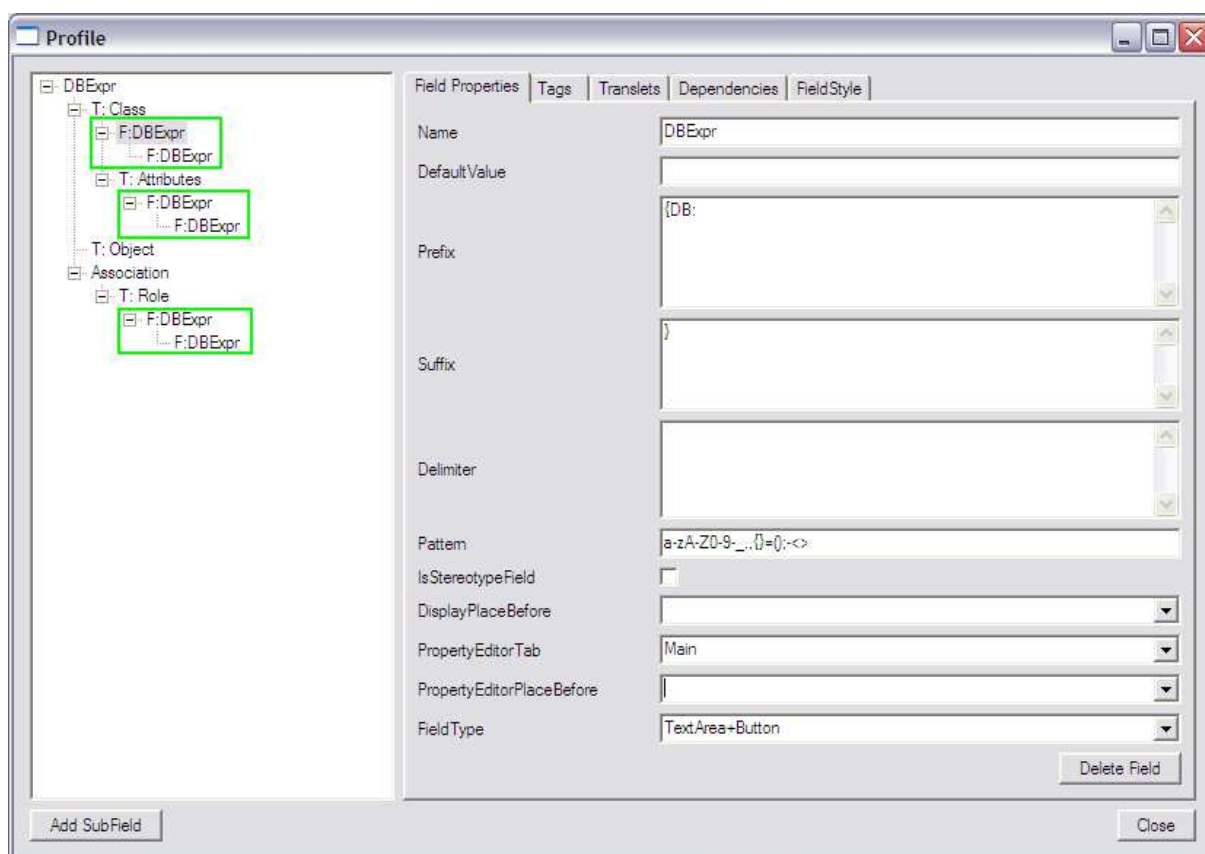 Profile
DBExpr
T: Class
F:DBExpr
F:DBExpr
T: Attributes
F:DBExpr
F:DBExpr
T: Object
Association
T: Role
F:DBExpr
F:DBExpr
Add SubField
Field Properties Tags Translets Dependencies FieldStyle
Name DBExpr
DefaultValue
Prefix {DB:
Suffix }
Delimiter
Pattern a-zA-Z0-9-_.,{}=();-<>
IsStereotypeField
DisplayPlaceBefore
PropertyEditorTab Main
PropertyEditorPlaceBefore
FieldType TextArea+Button
Delete Field
Close